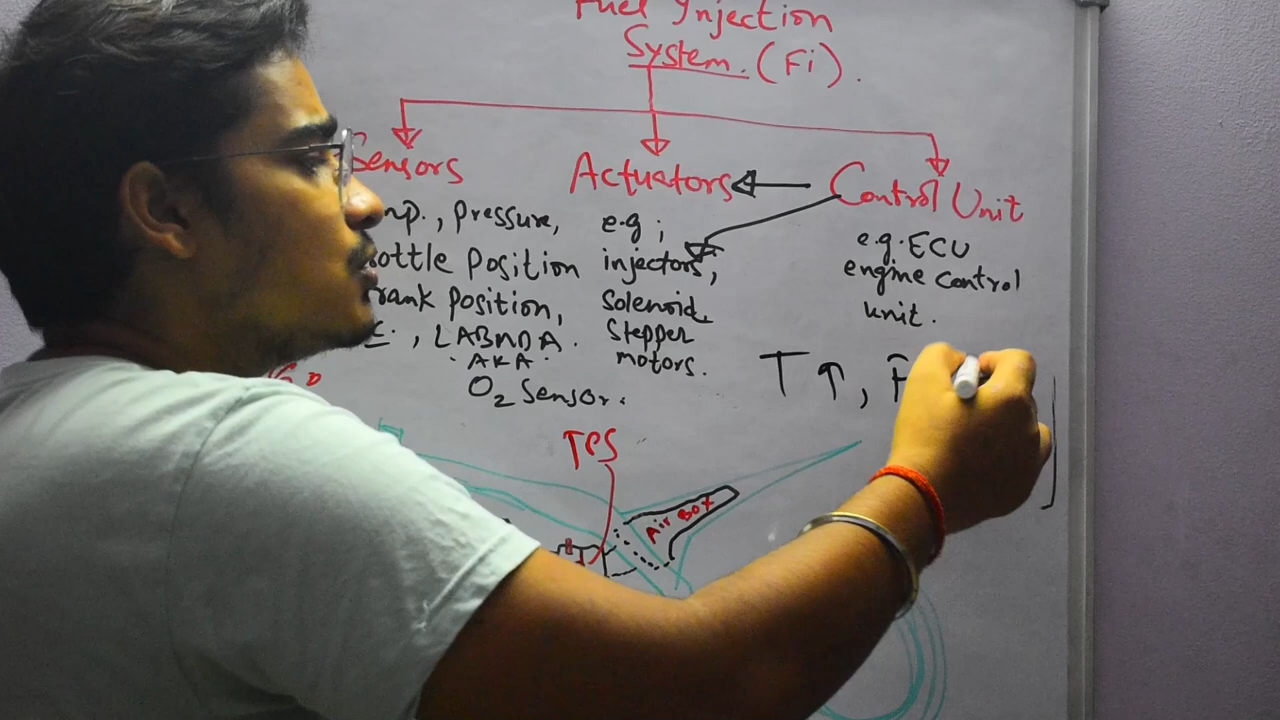 Fuel Injection
System. (Fi).
Sensors
Actuators
Control Unit
mp., Pressure,
ottle Position
rank Position,
E., LABMDA.
AKA.
O2 Sensor.
e.g;
injectors,
Solenoid
Stepper
motors.
e.g. ECU
engine Control
Unit.
T↑, P
TPS
Air Box